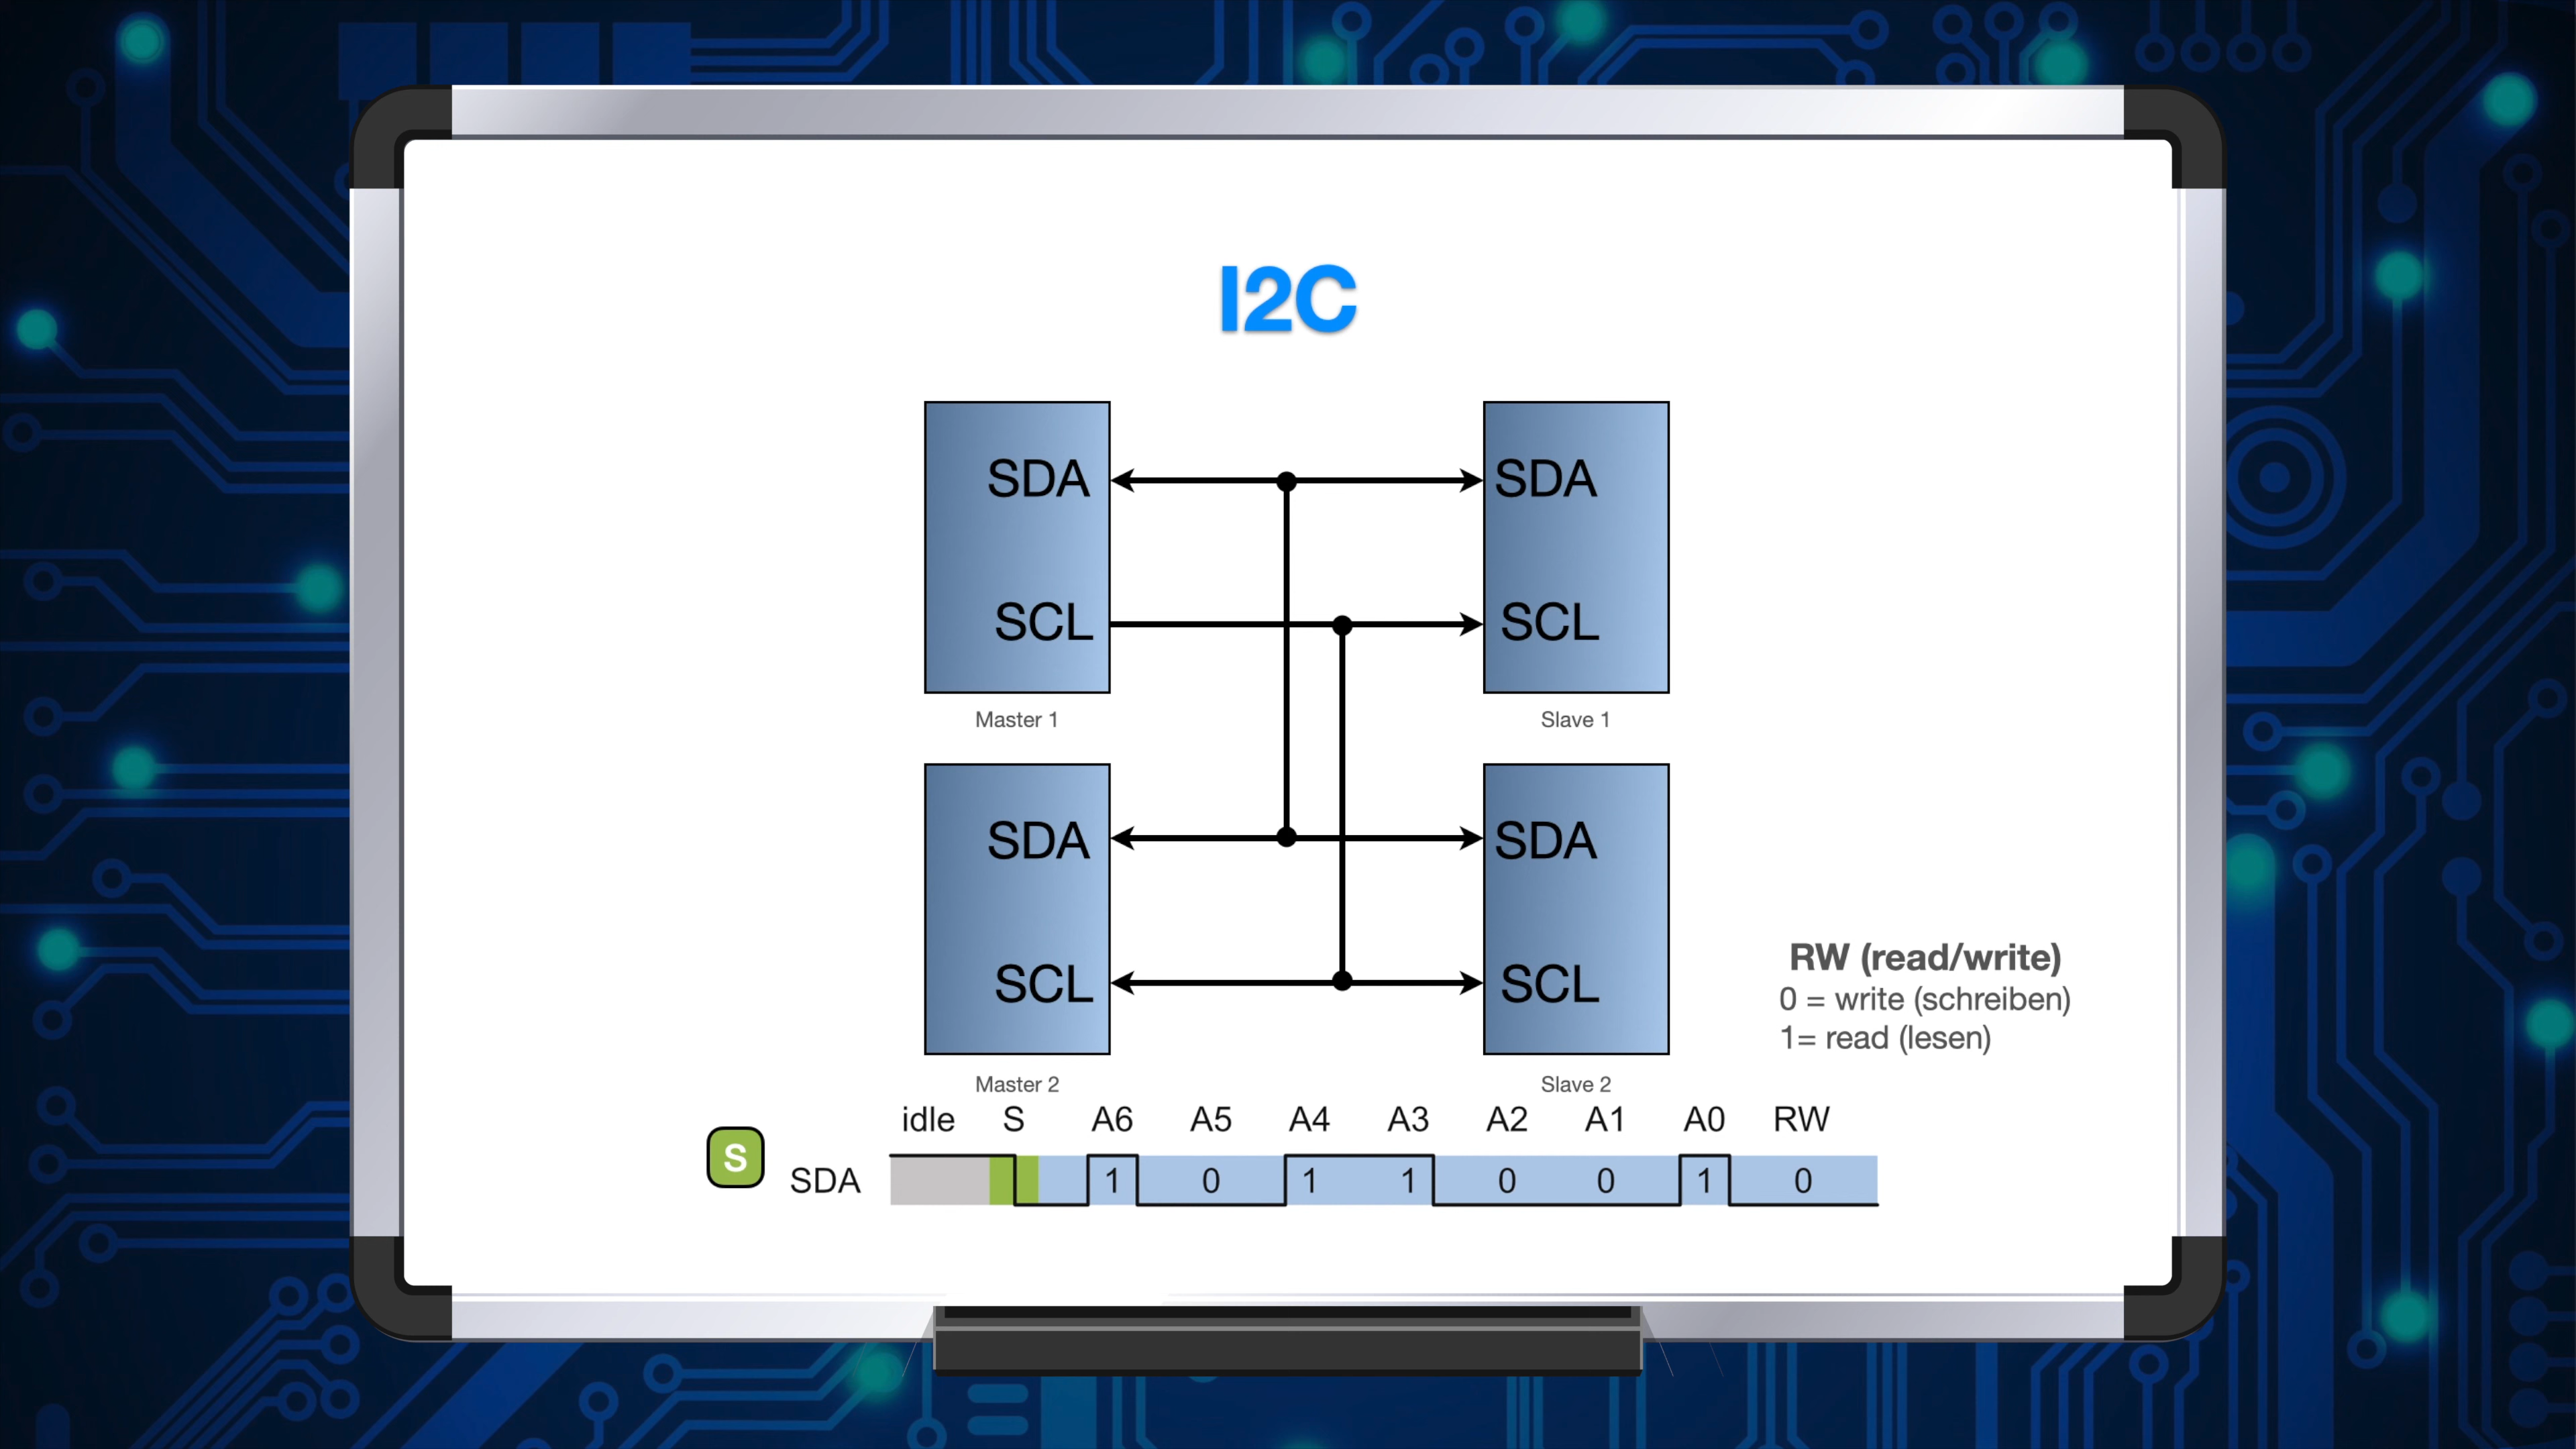 I2C
SDA SDA
SCL SCL
Master 1 Slave 1
SDA SDA
SCL SCL
Master 2 Slave 2
RW (read/write)
0 = write (schreiben)
1= read (lesen)
idle S A6 A5 A4 A3 A2 A1 A0 RW
S SDA 1 0 1 1 0 0 1 0